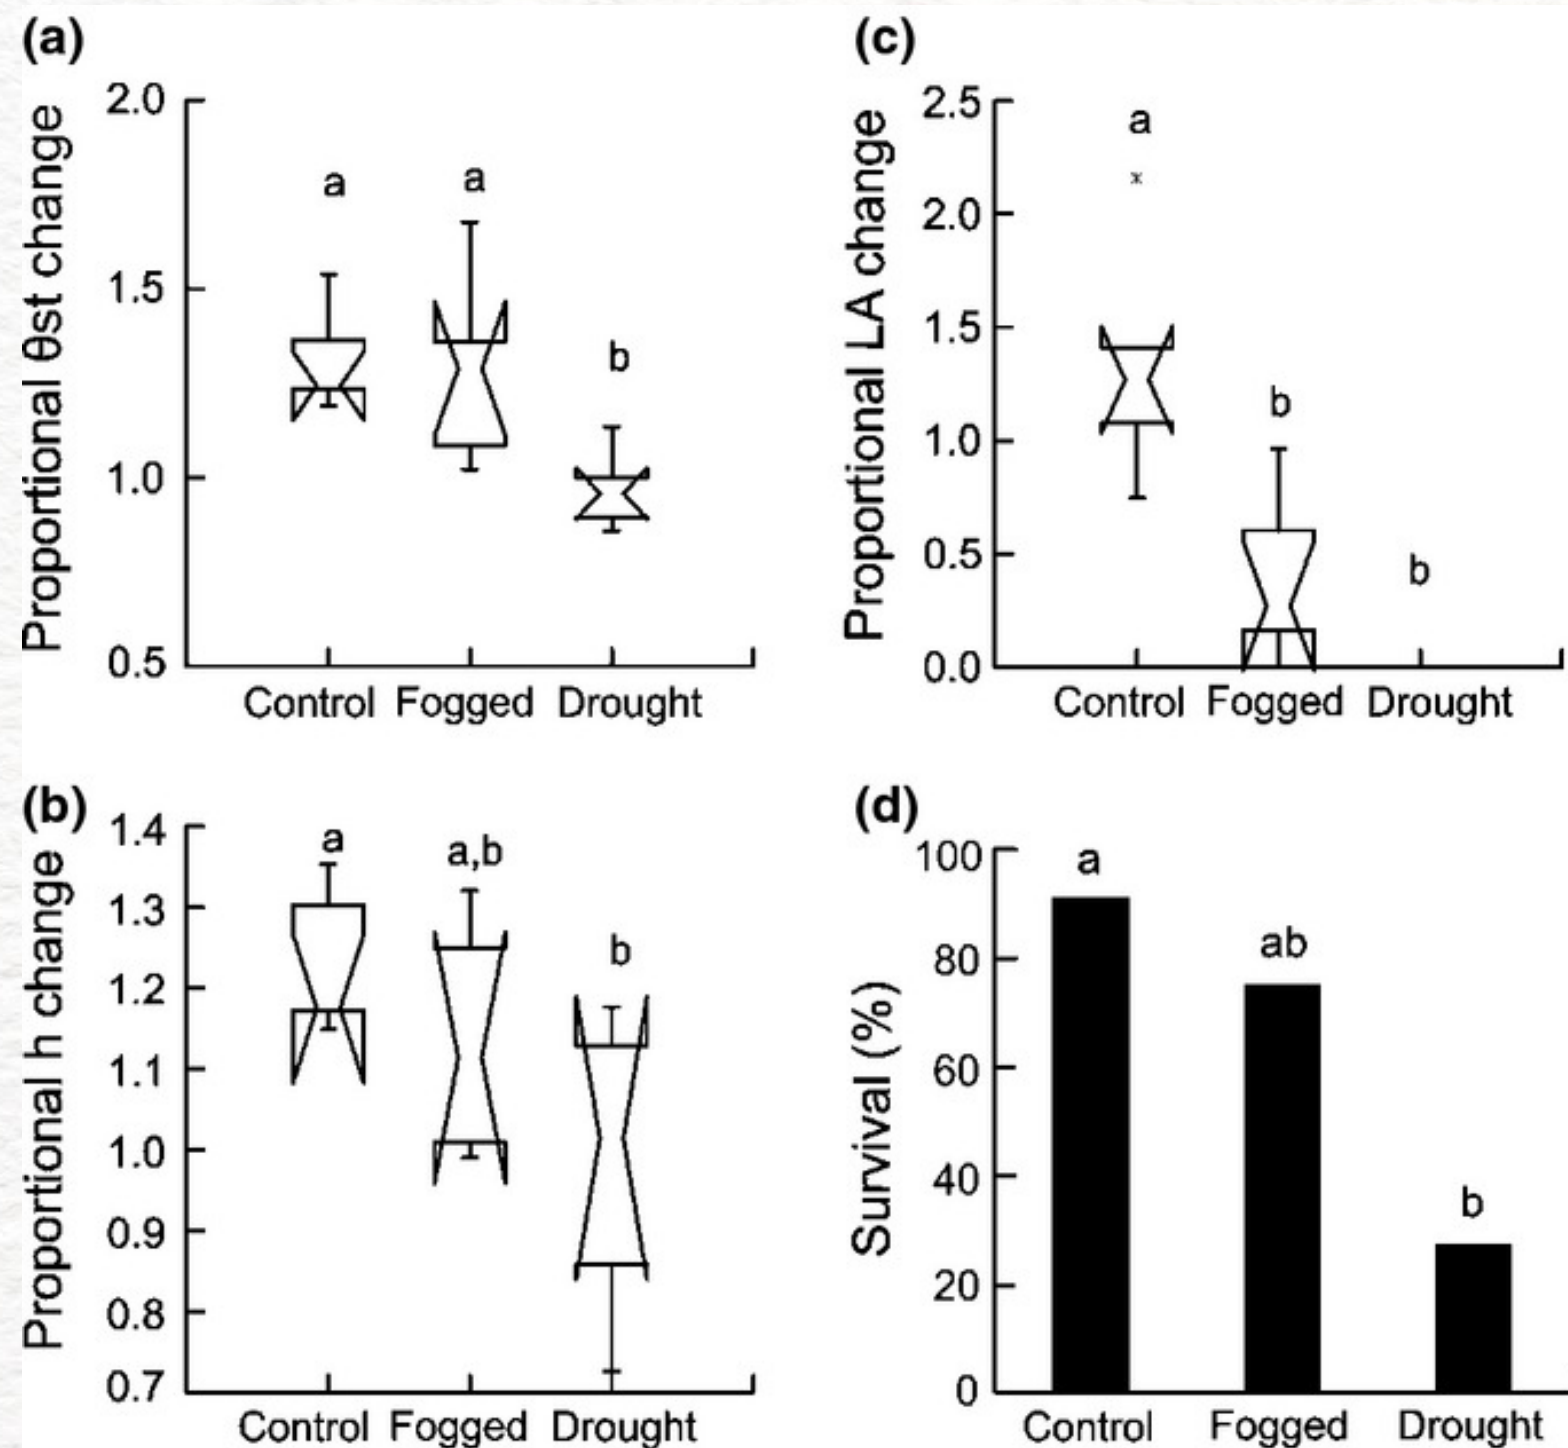 (a)
Proportional θst change
2.0
1.5
1.0
0.5
a
a
b
Control Fogged Drought
(c)
Proportional LA change
2.5
2.0
1.5
1.0
0.5
0.0
a
*
b
b
Control Fogged Drought
(b)
Proportional h change
1.4
1.3
1.2
1.1
1.0
0.9
0.8
0.7
a
a,b
b
Control Fogged Drought
(d)
Survival (%)
100
80
60
40
20
0
a
ab
b
Control Fogged Drought